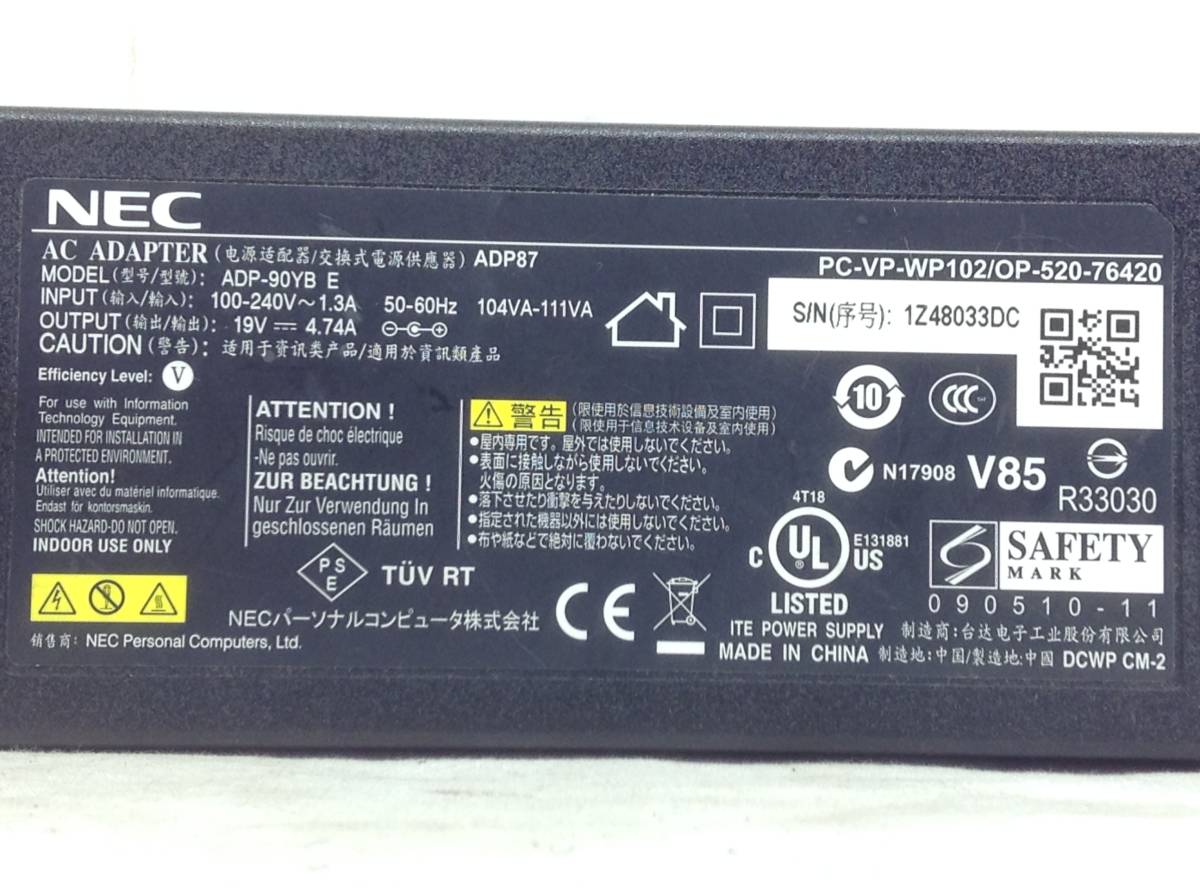 NEC
AC ADAPTER (电源适配器/交換式電源供應器) ADP87
PC-VP-WP102/OP-520-76420
MODEL (型号/型號): ADP-90YB E
INPUT (输入/輸入): 100-240V～1.3A 50-60Hz 104VA-111VA
OUTPUT (输出/輸出): 19V 4.74A
CAUTION (警告): 适用于资讯类产品/適用於資訊類產品
S/N(序号): 1Z48033DC
Efficiency Level: V
For use with Information
Technology Equipment.
INTENDED FOR INSTALLATION IN
A PROTECTED ENVIRONMENT.
Attention!
Utiliser avec du matériel informatique.
Endast för kontorsmaskin.
SHOCK HAZARD-DO NOT OPEN.
INDOOR USE ONLY
ATTENTION !
Risque de choc électrique
-Ne pas ouvrir.
ZUR BEACHTUNG !
Nur Zur Verwendung In
geschlossenen Räumen
警告 (限使用於信息技術設備及室内使用)
(限使用于信息技术设备及室内使用)
●屋内専用です。屋外では使用しないでください。
●表面に接触しながら使用しないでください。
火傷の原因となります。
●落下させたり衝撃を与えたりしないでください。
●指定された機器以外には使用しないでください。
●布や紙などで絶対に覆わないでください。
10
CCC
N17908 V85
R33030
4T18
C UL US
E131881
LISTED
ITE POWER SUPPLY
SAFETY
MARK
090510-11
PSE
TÜV RT
NECパーソナルコンピュータ株式会社
CE
销售商: NEC Personal Computers, Ltd.
制造商:台达电子工业股份有限公司
MADE IN CHINA 制造地:中国/製造地:中國 DCWP CM-2